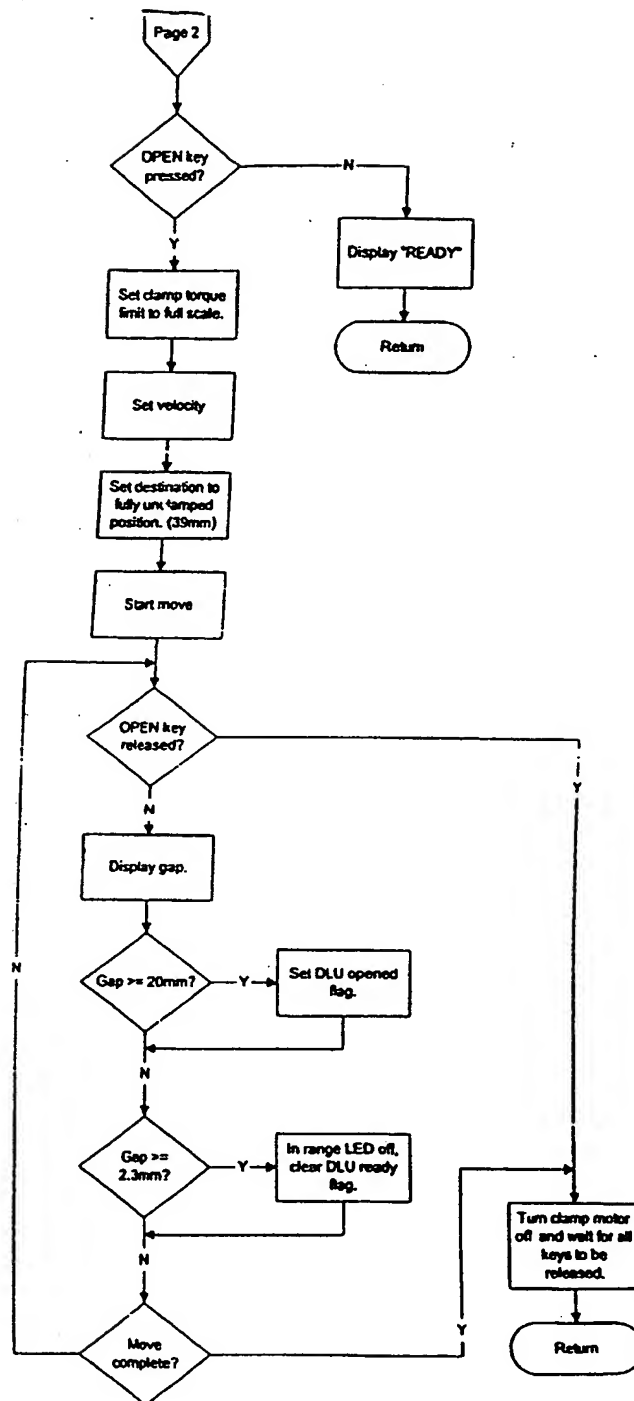 Page 2
OPEN key
pressed?
N
Y
Display "READY"
Return
Set clamp torque
limit to full scale.
Set velocity
Set destination to
fully unclamped
position. (39mm)
Start move
OPEN key
released?
Y
N
Display gap.
N
Gap >= 20mm?
Y
Set DLU opened
flag.
N
Gap >=
2.3mm?
Y
In range LED off,
clear DLU ready
flag.
N
Turn clamp motor
off and wait for all
keys to be
released.
Move
complete?
Y
Return